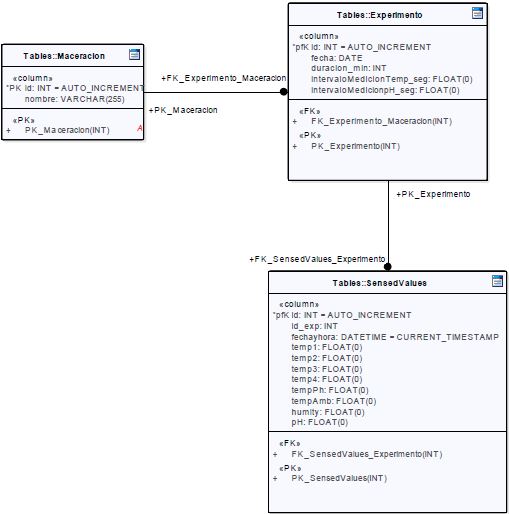 Tables::Maceracion
«column»
*PK id: INT = AUTO_INCREMENT
nombre: VARCHAR(255)
«PK»
+ PK_Maceracion(INT)
A
+FK_Experimento_Maceracion
+PK_Maceracion
Tables::Experimento
«column»
*pfK id: INT = AUTO_INCREMENT
fecha: DATE
duracion_min: INT
intervaloMedicionTemp_seg: FLOAT(0)
intervaloMedicionpH_seg: FLOAT(0)
«FK»
+ FK_Experimento_Maceracion(INT)
«PK»
+ PK_Experimento(INT)
+PK_Experimento
+FK_SensedValues_Experimento
Tables::SensedValues
«column»
*pfK id: INT = AUTO_INCREMENT
id_exp: INT
fechayhora: DATETIME = CURRENT_TIMESTAMP
temp1: FLOAT(0)
temp2: FLOAT(0)
temp3: FLOAT(0)
temp4: FLOAT(0)
tempPh: FLOAT(0)
tempAmb: FLOAT(0)
humity: FLOAT(0)
pH: FLOAT(0)
«FK»
+ FK_SensedValues_Experimento(INT)
«PK»
+ PK_SensedValues(INT)